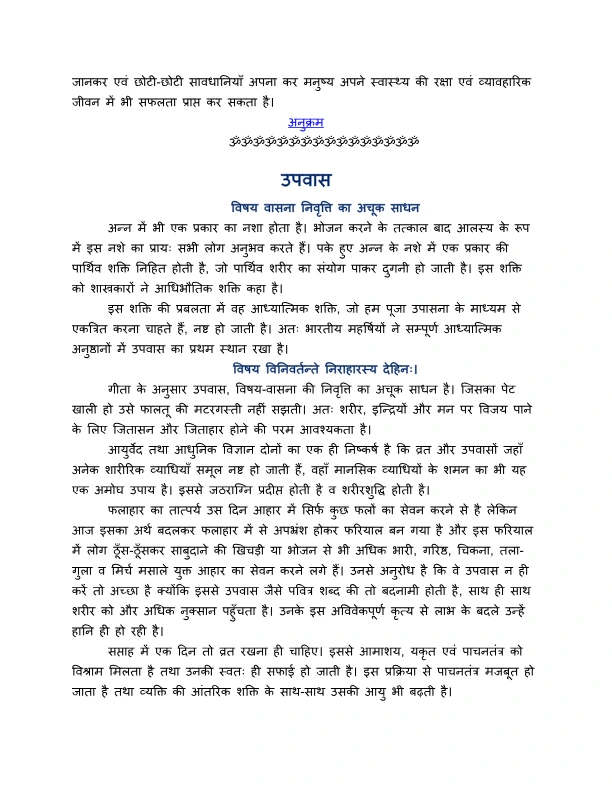 जानकर एवं छोटी-छोटी सावधानियाँ अपना कर मनुष्य अपने स्वास्थ्य की रक्षा एवं व्यावहारिक
जीवन में भी सफलता प्राप्त कर सकता है।
अनुक्रम
ॐॐॐॐॐॐॐॐॐॐॐॐॐॐॐॐ
उपवास
विषय वासना निवृत्ति का अचूक साधन
अन्न में भी एक प्रकार का नशा होता है। भोजन करने के तत्काल बाद आलस्य के रूप
में इस नशे का प्रायः सभी लोग अनुभव करते हैं। पके हुए अन्न के नशे में एक प्रकार की
पार्थिव शक्ति निहित होती है, जो पार्थिव शरीर का संयोग पाकर दुगनी हो जाती है। इस शक्ति
को शास्त्रकारों ने आधिभौतिक शक्ति कहा है।
इस शक्ति की प्रबलता में वह आध्यात्मिक शक्ति, जो हम पूजा उपासना के माध्यम से
एकत्रित करना चाहते हैं, नष्ट हो जाती है। अतः भारतीय महर्षियों ने सम्पूर्ण आध्यात्मिक
अनुष्ठानों में उपवास का प्रथम स्थान रखा है।
विषय विनिवर्तन्ते निराहारस्य देहिनः।
गीता के अनुसार उपवास, विषय-वासना की निवृत्ति का अचूक साधन है। जिसका पेट
खाली हो उसे फालतू की मटरगस्ती नहीं सझती। अतः शरीर, इन्द्रियों और मन पर विजय पाने
के लिए जितासन और जिताहार होने की परम आवश्यकता है।
आयुर्वेद तथा आधुनिक विज्ञान दोनों का एक ही निष्कर्ष है कि व्रत और उपवासों जहाँ
अनेक शारीरिक व्याधियाँ समूल नष्ट हो जाती हैं, वहाँ मानसिक व्याधियों के शमन का भी यह
एक अमोघ उपाय है। इससे जठराग्नि प्रदीप्त होती है व शरीरशुद्धि होती है।
फलाहार का तात्पर्य उस दिन आहार में सिर्फ कुछ फलों का सेवन करने से है लेकिन
आज इसका अर्थ बदलकर फलाहार में से अपभ्रंश होकर फरियाल बन गया है और इस फरियाल
में लोग ठूँस-ठूँसकर साबुदाने की खिचड़ी या भोजन से भी अधिक भारी, गरिष्ठ, चिकना, तला-
गुला व मिर्च मसाले युक्त आहार का सेवन करने लगे हैं। उनसे अनुरोध है कि वे उपवास न ही
करें तो अच्छा है क्योंकि इससे उपवास जैसे पवित्र शब्द की तो बदनामी होती है, साथ ही साथ
शरीर को और अधिक नुक्सान पहुँचता है। उनके इस अविवेकपूर्ण कृत्य से लाभ के बदले उन्हें
हानि ही हो रही है।
सप्ताह में एक दिन तो व्रत रखना ही चाहिए। इससे आमाशय, यकृत एवं पाचनतंत्र को
विश्राम मिलता है तथा उनकी स्वतः ही सफाई हो जाती है। इस प्रक्रिया से पाचनतंत्र मजबूत हो
जाता है तथा व्यक्ति की आंतरिक शक्ति के साथ-साथ उसकी आयु भी बढ़ती है।